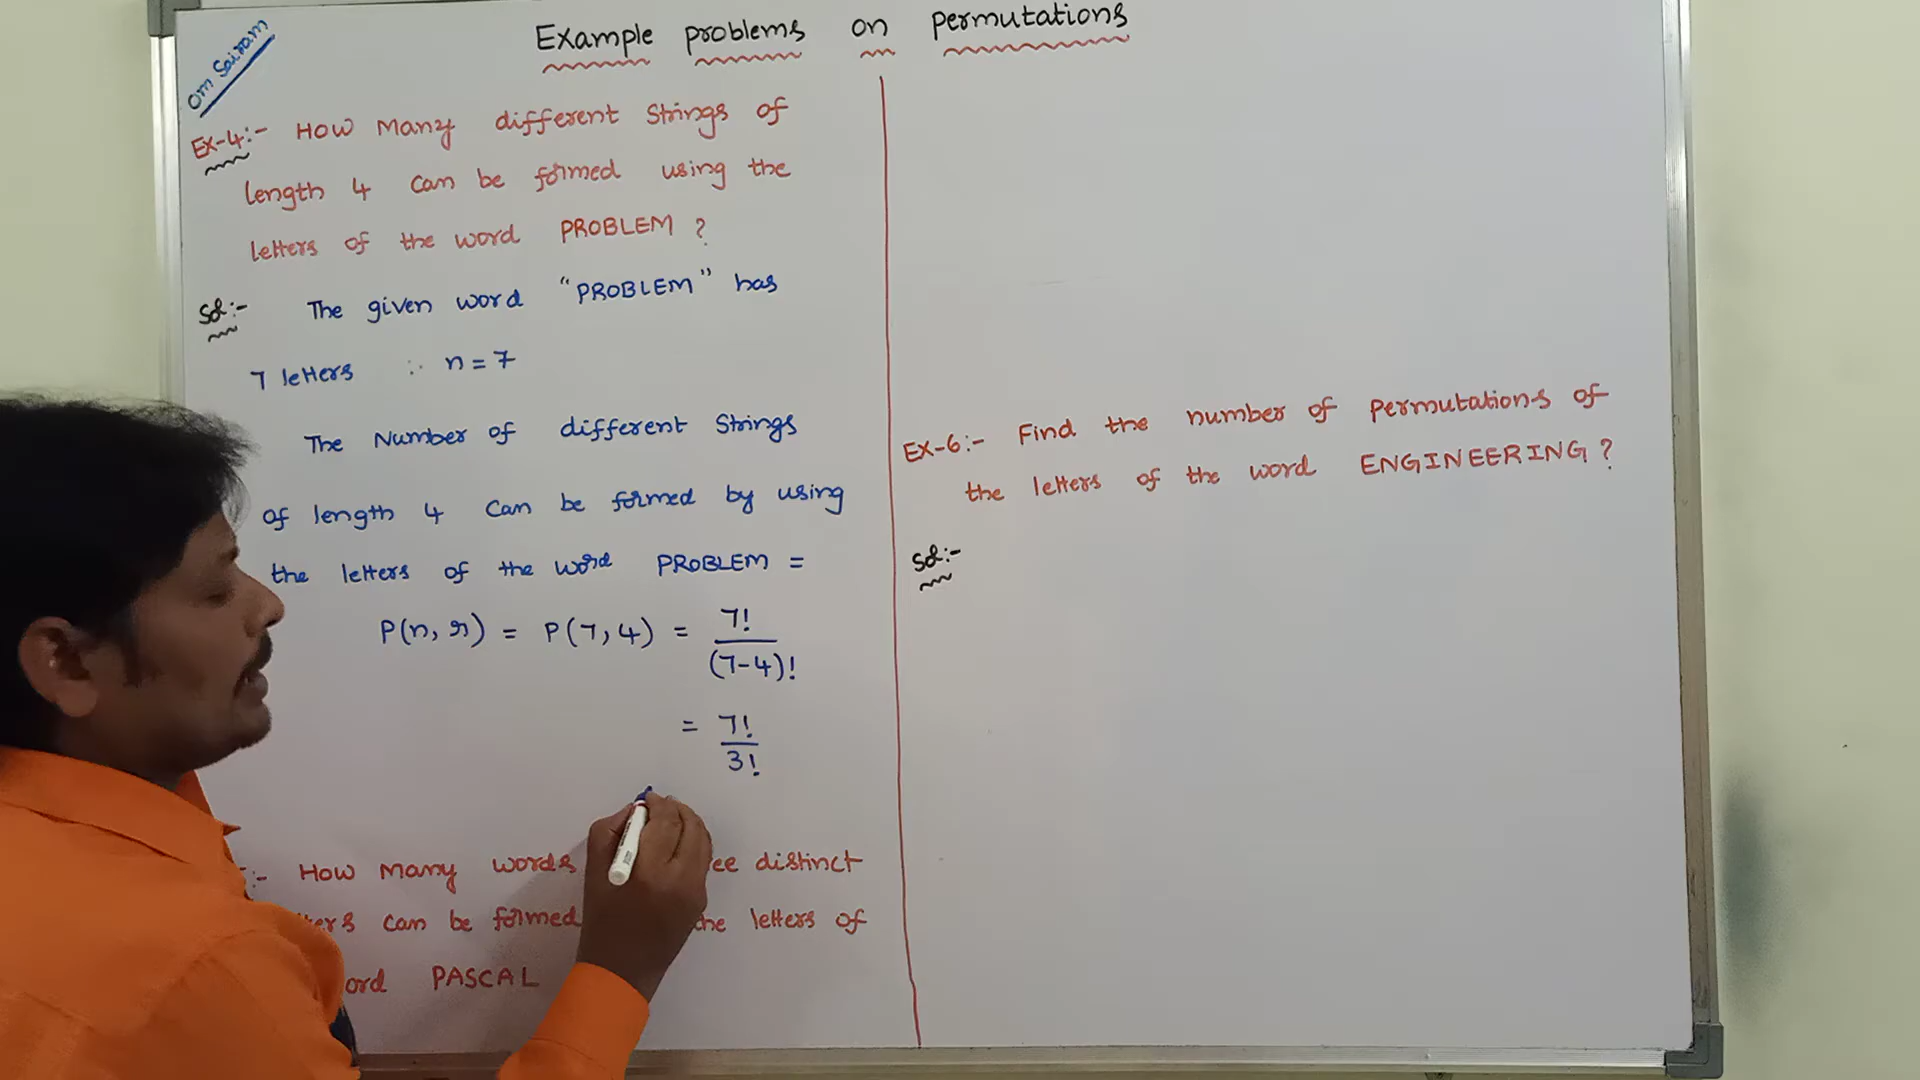 Example problems on permutations
Om Sairam
Ex-4:- How Many different Strings of
length 4 can be formed using the
letters of the word PROBLEM ?
Sol:- The given word "PROBLEM" has
7 letters ∴ n = 7
The Number of different Strings
of length 4 can be formed by using
the letters of the word PROBLEM =
P(n, r) = P(7, 4) = 7! / (7-4)!
= 7! / 3!
:- How Many words distinct
can be formed the letters of
PASCAL
Ex-6:- Find the number of permutations of
the letters of the word ENGINEERING ?
Sol:-